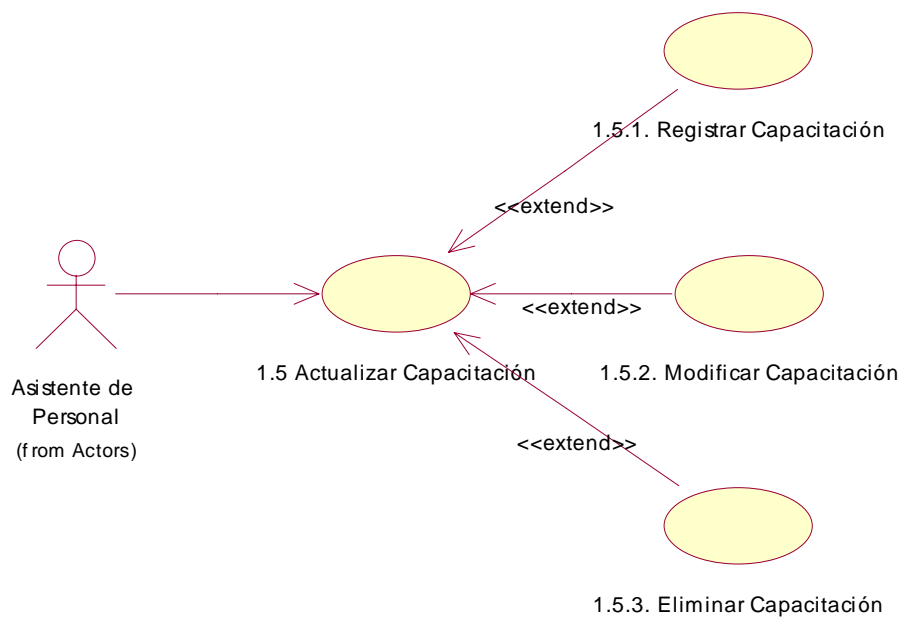 1.5.1. Registrar Capacitación
<<extend>>
<<extend>>
1.5 Actualizar Capacitación
1.5.2. Modificar Capacitación
Asistente de
Personal
(from Actors)
<<extend>>
1.5.3. Eliminar Capacitación